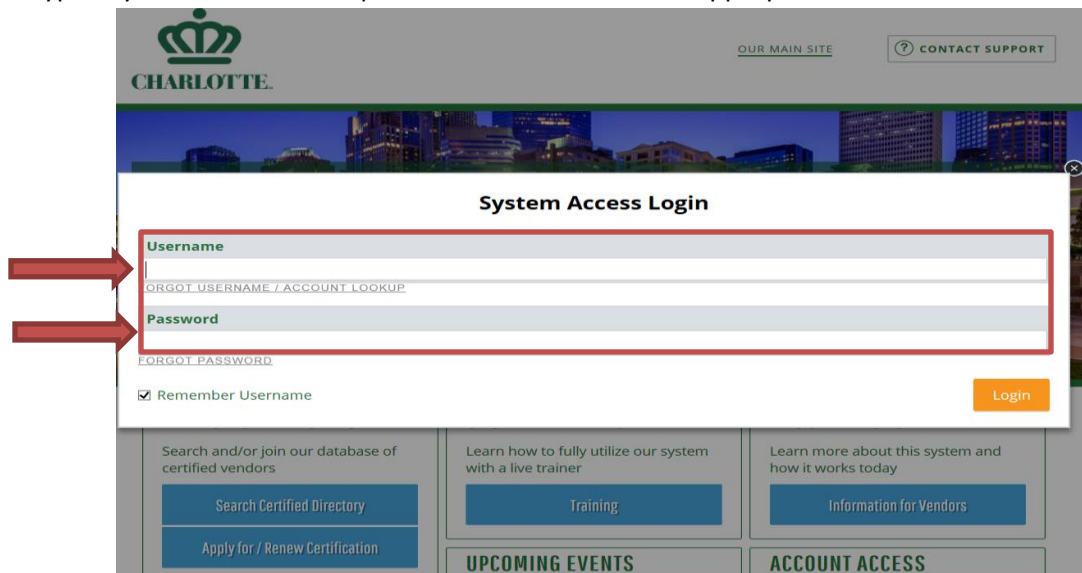 OUR MAIN SITE
? CONTACT SUPPORT
CHARLOTTE
System Access Login
Username
FORGOT USERNAME / ACCOUNT LOOKUP
Password
FORGOT PASSWORD
Remember Username
Login
Search and/or join our database of
certified vendors
Search Certified Directory
Apply for / Renew Certification
Learn how to fully utilize our system
with a live trainer
Training
UPCOMING EVENTS
Learn more about this system and
how it works today
Information for Vendors
ACCOUNT ACCESS